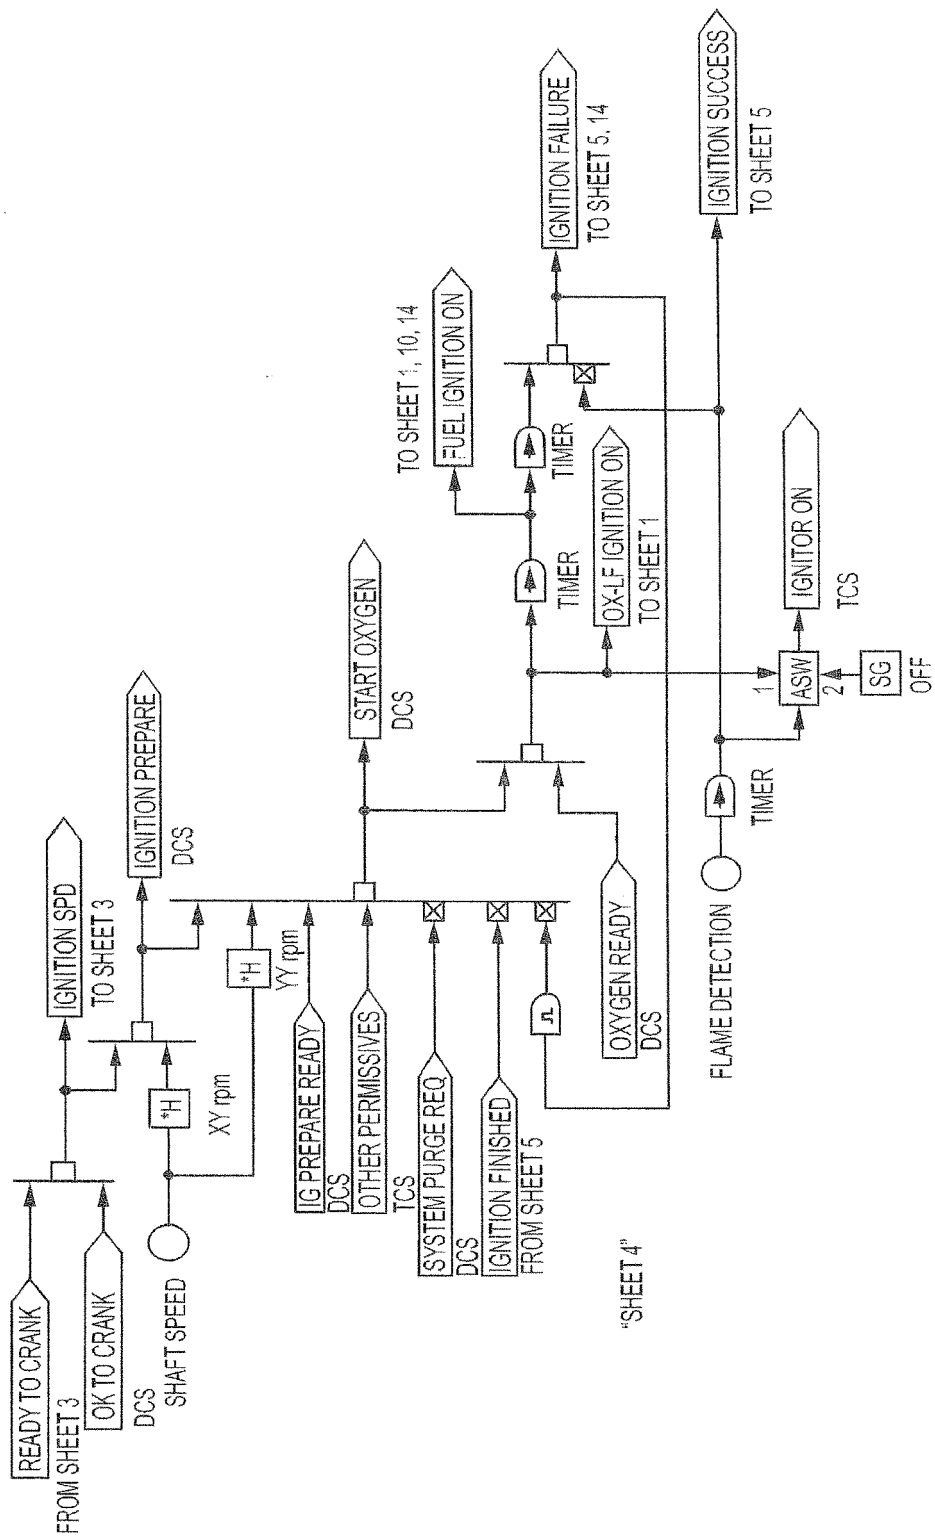 READY TO CRANK
FROM SHEET 3
OK TO CRANK
DCS
SHAFT SPEED
IGNITION SPD
TO SHEET 3
*H
XY rpm
IGNITION PREPARE
DCS
*H
YY rpm
IG PREPARE READY
DCS
OTHER PERMISSIVES
TCS
SYSTEM PURGE REQ
DCS
IGNITION FINISHED
FROM SHEET 5
START OXYGEN
DCS
OXYGEN READY
DCS
TIMER
FUEL IGNITION ON
TO SHEET 1, 10, 14
TIMER
OX-LF IGNITION ON
TO SHEET 1
IGNITION FAILURE
TO SHEET 5, 14
FLAME DETECTION
TIMER
1
ASW
2
SG
OFF
IGNITOR ON
TCS
IGNITION SUCCESS
TO SHEET 5
"SHEET 4"